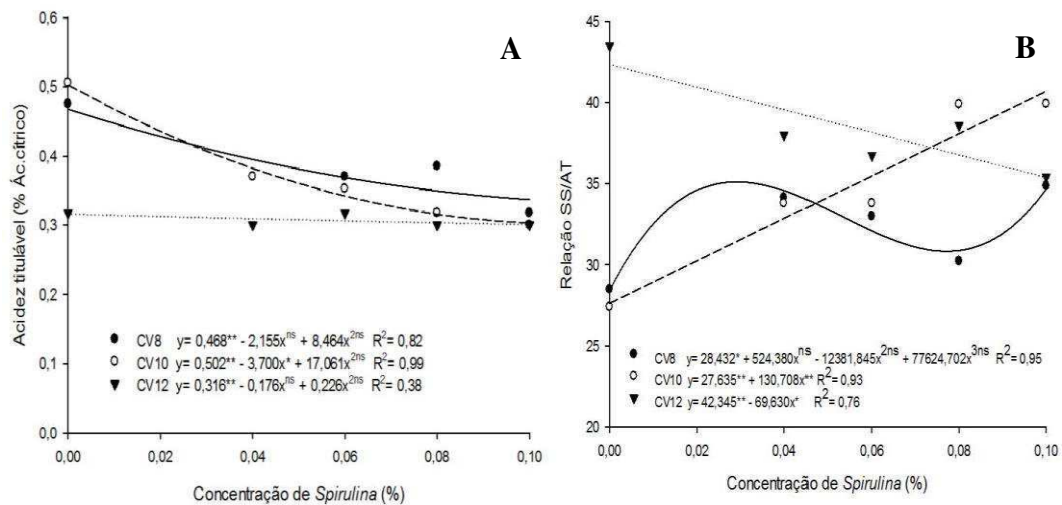 A
0,6
0,5
0,4
0,3
0,2
0,1
0,0
Acidez titulável (% Ác.cítrico)
CV8 y= 0,468** - 2,155x^ns + 8,464x^2ns R²= 0,82
CV10 y= 0,502** - 3,700x* + 17,061x^2ns R²= 0,99
CV12 y= 0,316** - 0,176x^ns + 0,226x^2ns R²= 0,38
0,00 0,02 0,04 0,06 0,08 0,10
Concentração de Spirulina (%)
B
45
40
35
30
25
20
Relação SS/AT
CV8 y= 28,432* + 524,380x^ns - 12381,845x^2ns + 77624,702x^3ns R²= 0,95
CV10 y= 27,635** + 130,708x** R²= 0,93
CV12 y= 42,345** - 69,630x* R²= 0,76
0,00 0,02 0,04 0,06 0,08 0,10
Concentração de Spirulina (%)